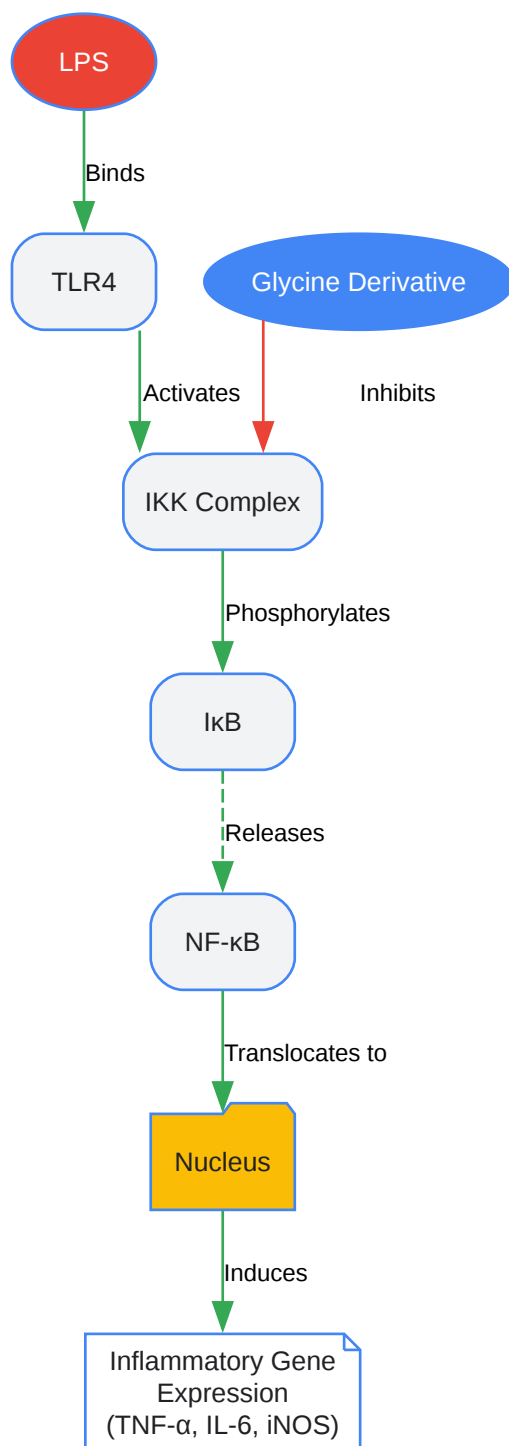 LPS
Binds
TLR4
Glycine Derivative
Activates
Inhibits
IKK Complex
Phosphorylates
IκB
Releases
NF-κB
Translocates to
Nucleus
Induces
Inflammatory Gene
Expression
(TNF-α, IL-6, iNOS)